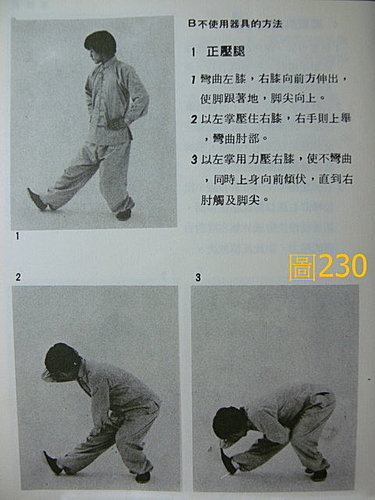 B不使用器具的方法
1 正壓腿
1 彎曲左膝，右膝向前方伸出，
使脚跟著地，脚尖向上。
2 以左掌壓住右膝，右手則上舉
，彎曲肘部。
3 以左掌用力壓右膝，使不彎曲
，同時上身向前傾伏，直到右
肘觸及脚尖。
1
圖230
2
3